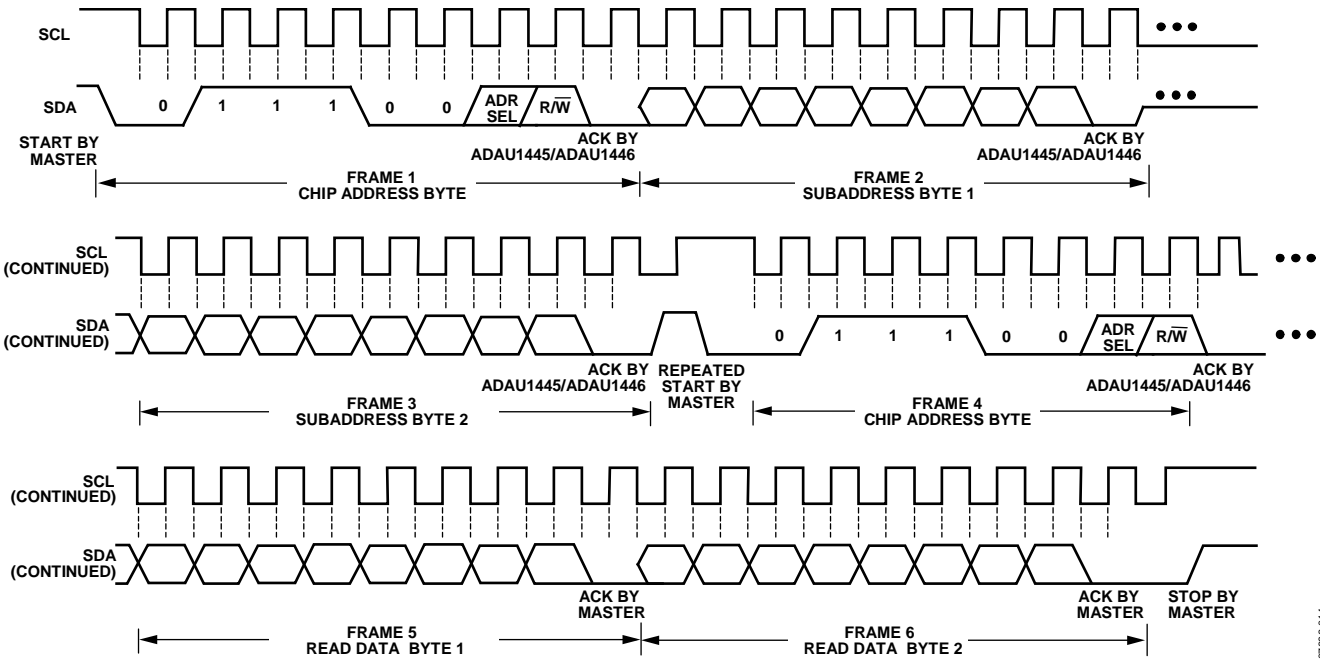 SCL
SDA
0 1 1 1 0 0 ADR SEL R/W̅
START BY MASTER
ACK BY ADAU1445/ADAU1446
ACK BY ADAU1445/ADAU1446
FRAME 1
CHIP ADDRESS BYTE
FRAME 2
SUBADDRESS BYTE 1
SCL
(CONTINUED)
SDA
(CONTINUED)
0 1 1 1 0 0 ADR SEL R/W̅
ACK BY
ADAU1445/ADAU1446
REPEATED
START BY
MASTER
ACK BY
ADAU1445/ADAU1446
FRAME 3
SUBADDRESS BYTE 2
FRAME 4
CHIP ADDRESS BYTE
SCL
(CONTINUED)
SDA
(CONTINUED)
ACK BY
MASTER
ACK BY
MASTER
STOP BY
MASTER
FRAME 5
READ DATA BYTE 1
FRAME 6
READ DATA BYTE 2